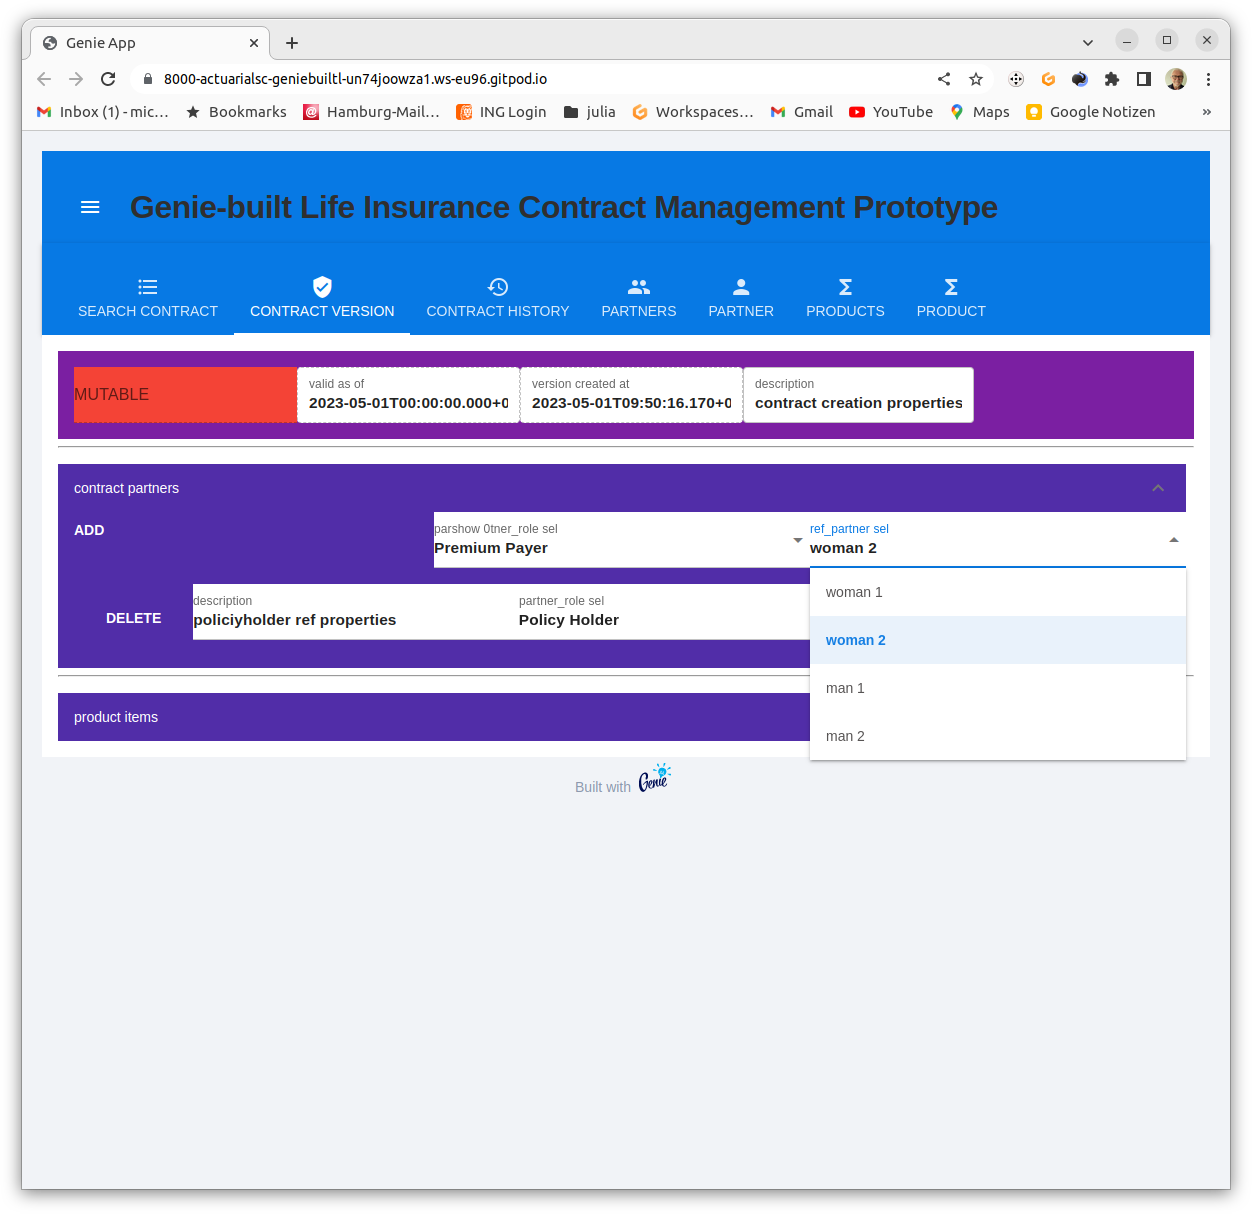 Genie App
8000-actuarialsc-geniebuiltl-un74joowza1.ws-eu96.gitpod.io
Inbox (1) - mic… Bookmarks Hamburg-Mail… ING Login julia Workspaces… Gmail YouTube Maps Google Notizen »
Genie-built Life Insurance Contract Management Prototype
SEARCH CONTRACT CONTRACT VERSION CONTRACT HISTORY PARTNERS PARTNER PRODUCTS PRODUCT
MUTABLE
valid as of
2023-05-01T00:00:00.000+0
version created at
2023-05-01T09:50:16.170+0
description
contract creation properties
contract partners
ADD
parshow 0tner_role sel
Premium Payer
ref_partner sel
woman 2
woman 1
woman 2
man 1
man 2
DELETE
description
policiyholder ref properties
partner_role sel
Policy Holder
product items
Built with Genie